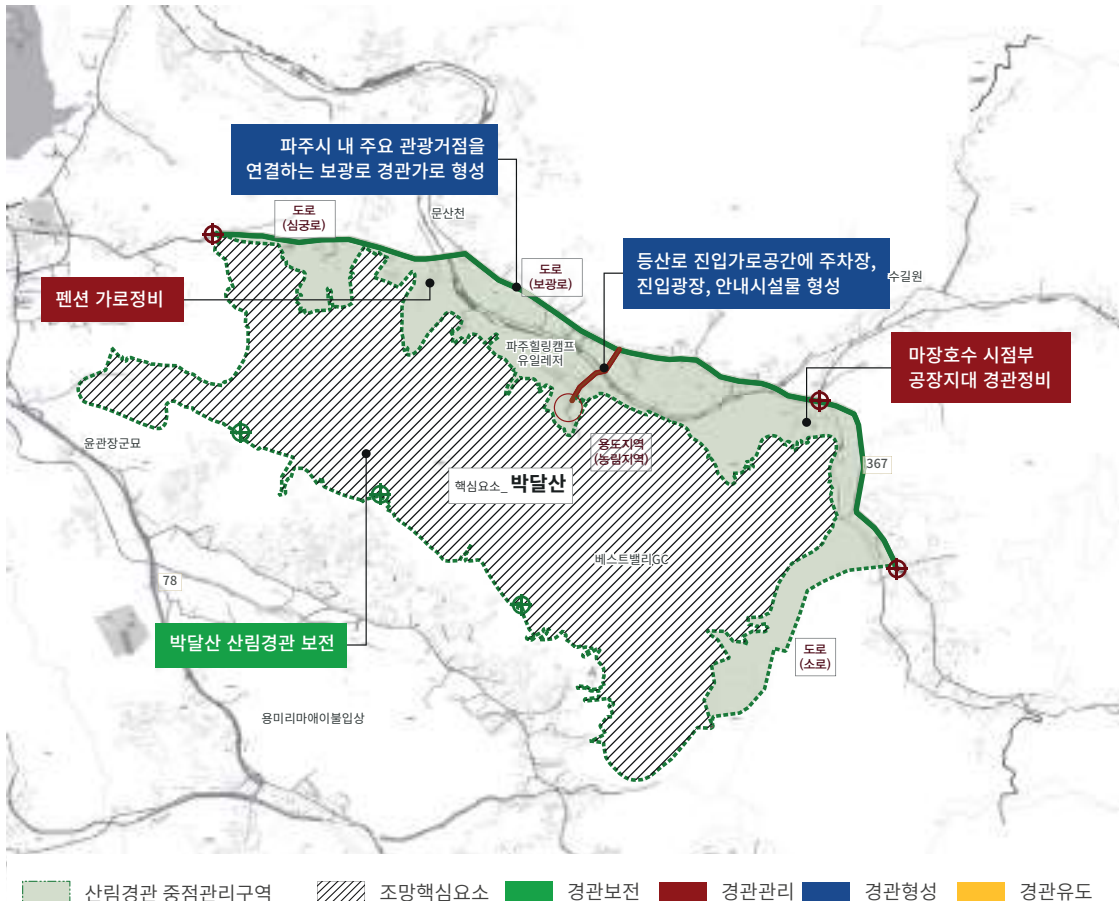 파주시 내 주요 관광거점을
연결하는 보광로 경관가로 형성
도로
(심궁로)
문산천
등산로 진입가로공간에 주차장,
진입광장, 안내시설물 형성
수길원
도로
(보광로)
펜션 가로정비
파주힐링캠프
유일레저
마장호수 시점부
공장지대 경관정비
윤관장군묘
용도지역
(농림지역)
핵심요소_ 박달산
367
베스트밸리GC
78
박달산 산림경관 보전
도로
(소로)
용미리마애이불입상
산림경관 중점관리구역
조망핵심요소
경관보전
경관관리
경관형성
경관유도